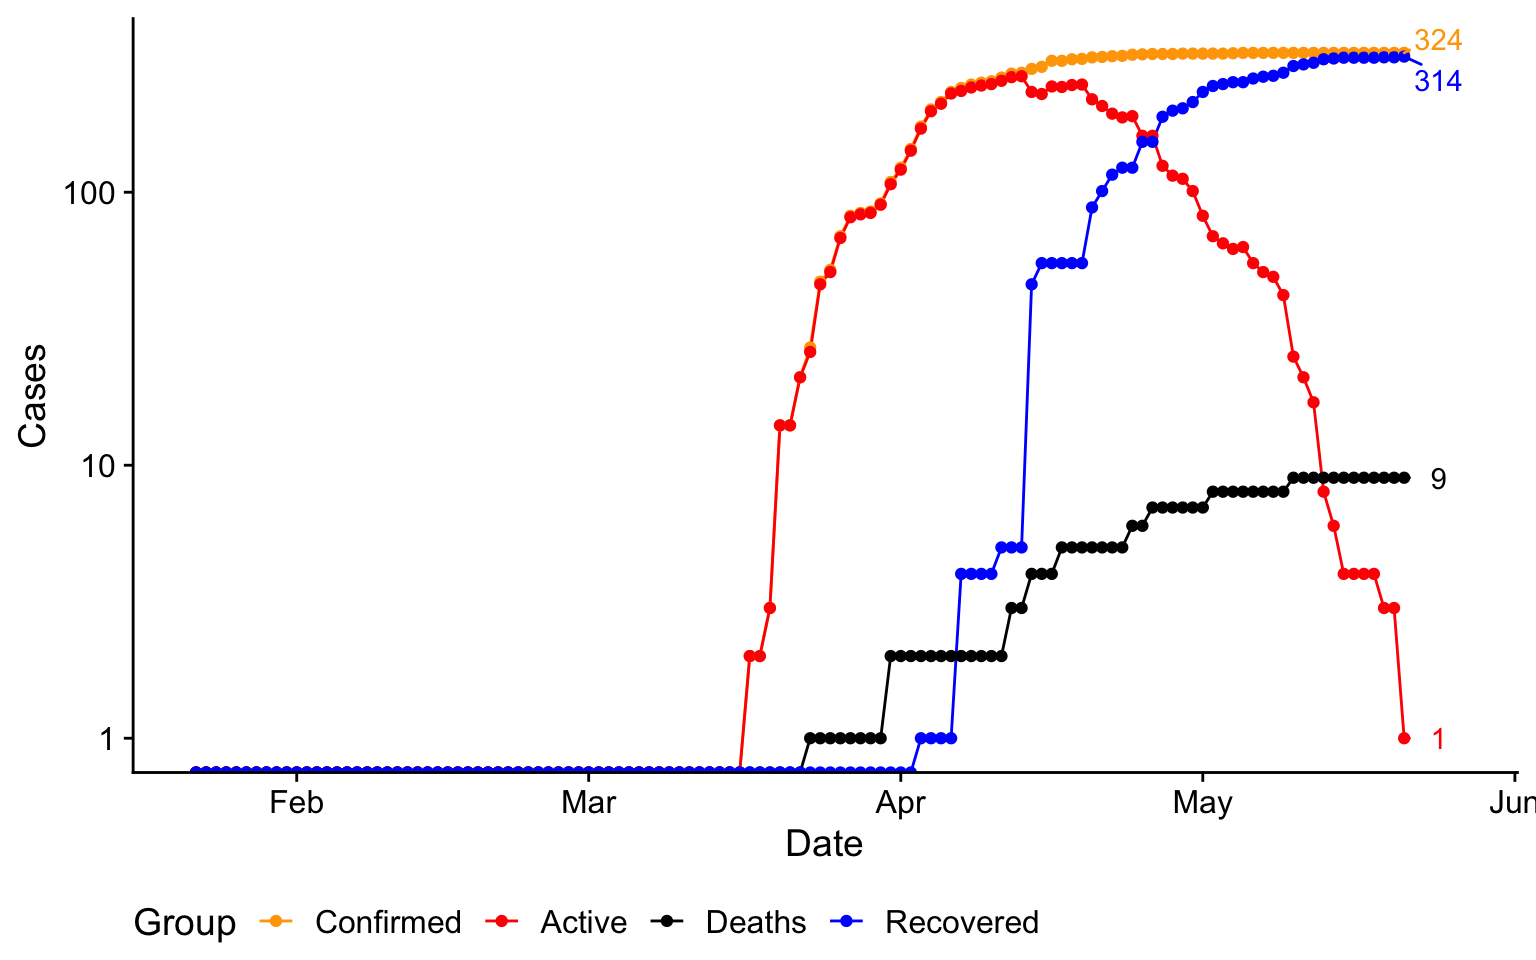 324
314
100
Cases
10
9
1
1
Feb Mar Apr May Jun
Date
Group Confirmed Active Deaths Recovered